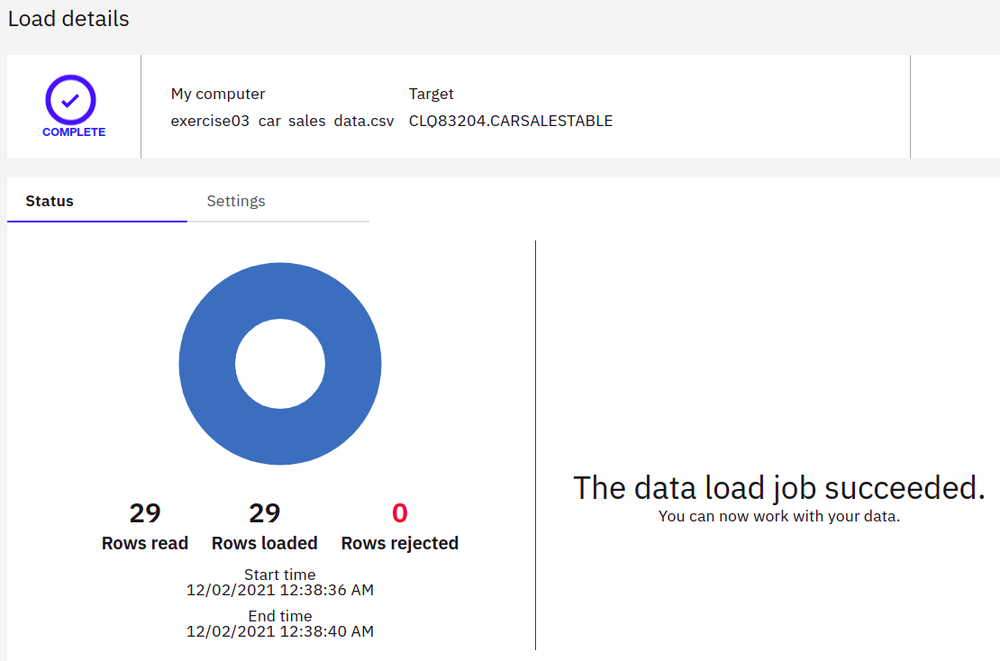 Load details
COMPLETE
My computer
Target
exercise03 car sales data.csv
CLQ83204.CARSALESTABLE
Status
Settings
29
29
0
Rows read
Rows loaded
Rows rejected
Start time
12/02/2021 12:38:36 AM
End time
12/02/2021 12:38:40 AM
The data load job succeeded.
You can now work with your data.